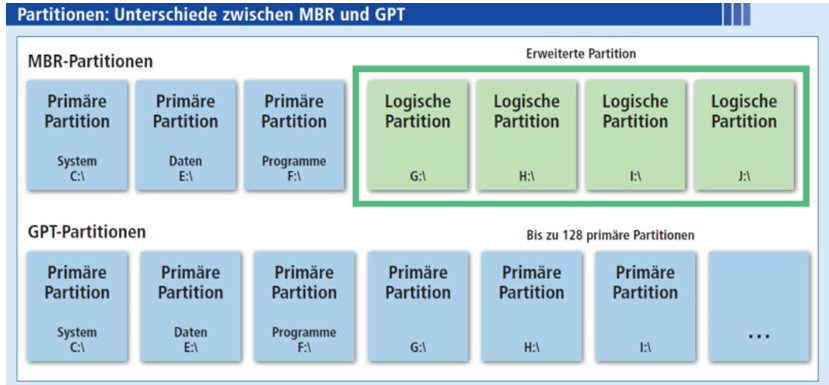 Partitionen: Unterschiede zwischen MBR und GPT
MBR-Partitionen
Erweiterte Partition
Primäre
Partition
System
C:\
Primäre
Partition
Daten
E:\
Primäre
Partition
Programme
F:\
Logische
Partition
G:\
Logische
Partition
H:\
Logische
Partition
I:\
Logische
Partition
J:\
GPT-Partitionen
Bis zu 128 primäre Partitionen
Primäre
Partition
System
C:\
Primäre
Partition
Daten
E:\
Primäre
Partition
Programme
F:\
Primäre
Partition
G:\
Primäre
Partition
H:\
Primäre
Partition
I:\
...